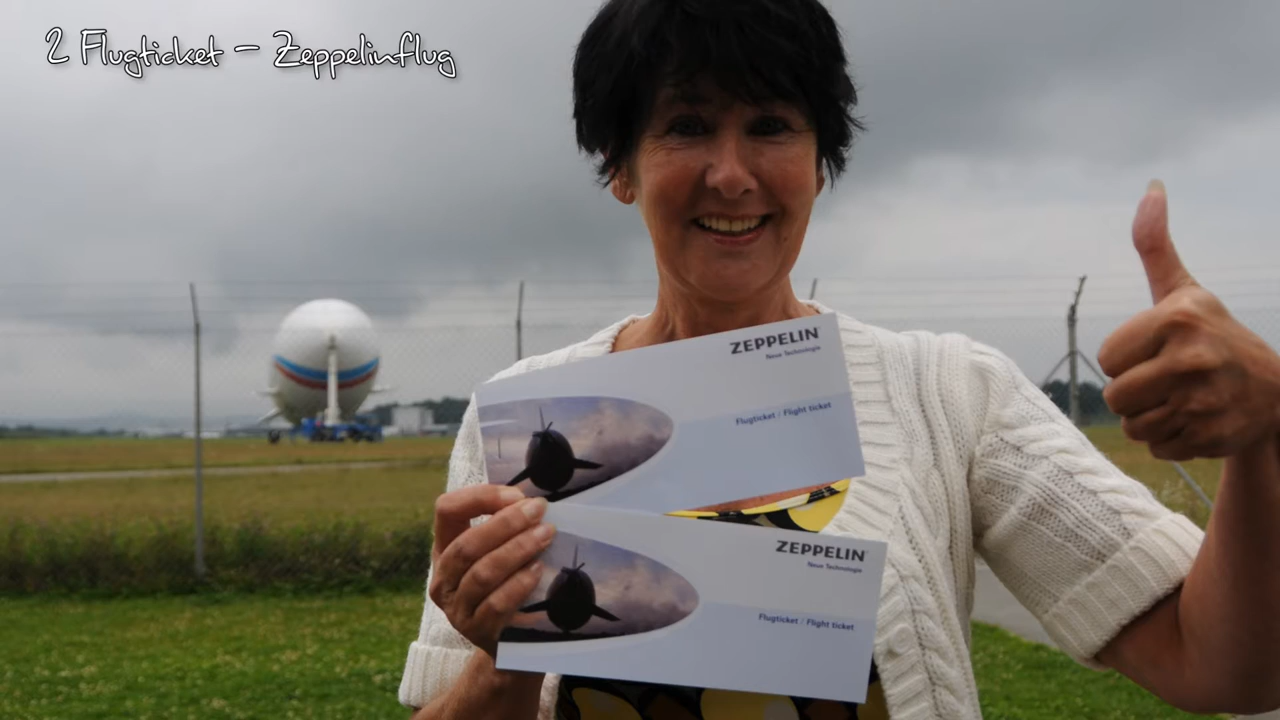 2 Flugticket - Zeppelinflug
ZEPPELIN
Neue Technologie
Flugticket / Flight ticket
ZEPPELIN
Neue Technologie
Flugticket / Flight ticket